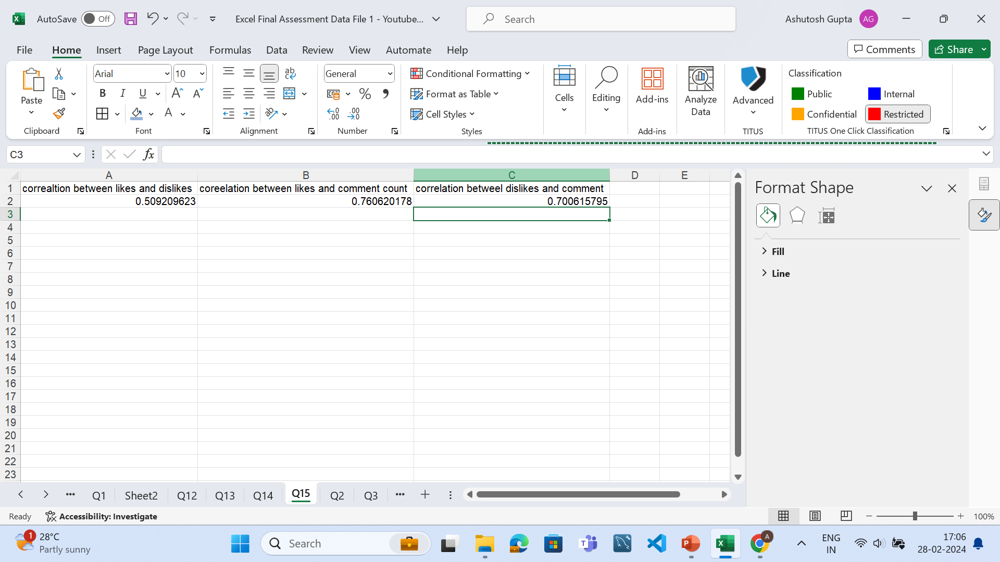 AutoSave Off Excel Final Assessment Data File 1 - Youtube... Search Ashutosh Gupta AG
File Home Insert Page Layout Formulas Data Review View Automate Help Comments Share
Paste
Clipboard
Arial 10
B I U A A
A
Font
ab
c
Alignment
General
% 9
.00
Number
Conditional Formatting
Format as Table
Cell Styles
Styles
Cells
Editing
Add-ins
Add-ins
Analyze
Data
Advanced
TITUS
Classification
Public Internal
Confidential Restricted
TITUS One Click Classification
C3 fx
A B C D E
1 correaltion between likes and dislikes coreelation between likes and comment count correlation betweel dislikes and comment
2 0.509209623 0.760620178 0.700615795
3
4
5
6
7
8
9
10
11
12
13
14
15
16
17
18
19
20
21
22
23
Format Shape
Fill
Line
Q1 Sheet2 Q12 Q13 Q14 Q15 Q2 Q3
Ready Accessibility: Investigate 100%
1 28°C
Partly sunny
Search
A
ENG
IN
17:06
28-02-2024